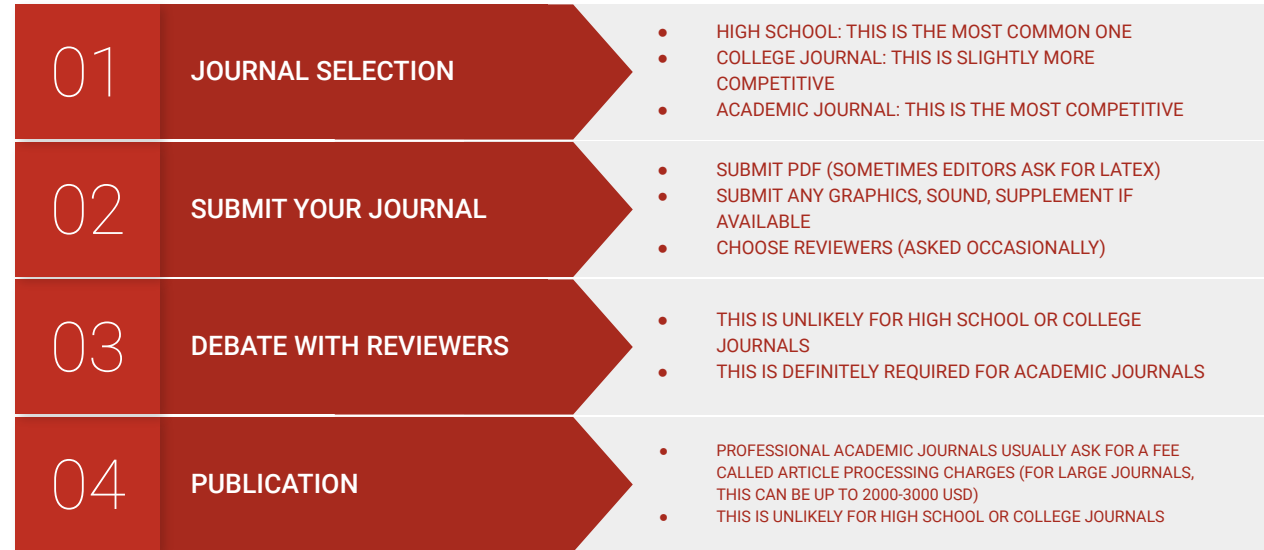 01
JOURNAL SELECTION
● HIGH SCHOOL: THIS IS THE MOST COMMON ONE
● COLLEGE JOURNAL: THIS IS SLIGHTLY MORE
COMPETITIVE
● ACADEMIC JOURNAL: THIS IS THE MOST COMPETITIVE
02
SUBMIT YOUR JOURNAL
● SUBMIT PDF (SOMETIMES EDITORS ASK FOR LATEX)
● SUBMIT ANY GRAPHICS, SOUND, SUPPLEMENT IF
AVAILABLE
● CHOOSE REVIEWERS (ASKED OCCASIONALLY)
03
DEBATE WITH REVIEWERS
● THIS IS UNLIKELY FOR HIGH SCHOOL OR COLLEGE
JOURNALS
● THIS IS DEFINITELY REQUIRED FOR ACADEMIC JOURNALS
04
PUBLICATION
● PROFESSIONAL ACADEMIC JOURNALS USUALLY ASK FOR A FEE
CALLED ARTICLE PROCESSING CHARGES (FOR LARGE JOURNALS,
THIS CAN BE UP TO 2000-3000 USD)
● THIS IS UNLIKELY FOR HIGH SCHOOL OR COLLEGE JOURNALS